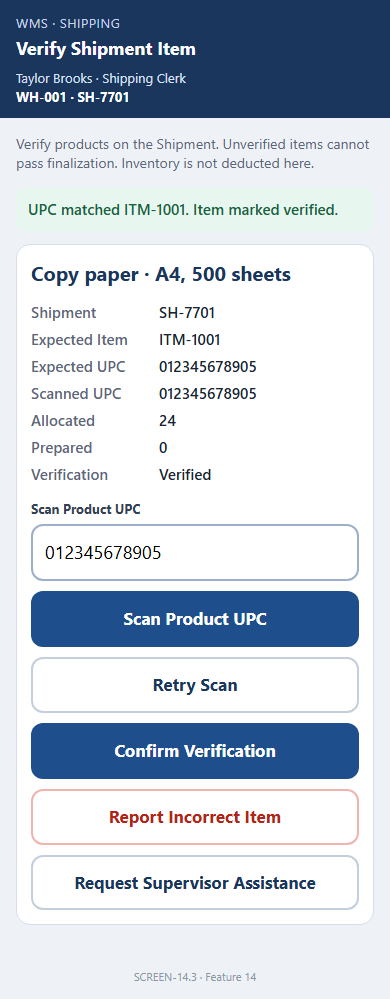 WMS · SHIPPING
Verify Shipment Item
Taylor Brooks · Shipping Clerk
WH-001 · SH-7701
Verify products on the Shipment. Unverified items cannot
pass finalization. Inventory is not deducted here.
UPC matched ITM-1001. Item marked verified.
Copy paper · A4, 500 sheets
Shipment SH-7701
Expected Item ITM-1001
Expected UPC 012345678905
Scanned UPC 012345678905
Allocated 24
Prepared 0
Verification Verified
Scan Product UPC
012345678905
Scan Product UPC
Retry Scan
Confirm Verification
Report Incorrect Item
Request Supervisor Assistance
SCREEN-14.3 · Feature 14